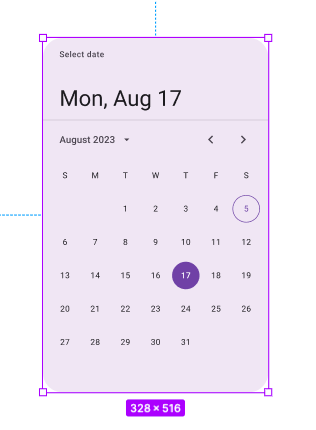 Select date
Mon, Aug 17
August 2023
S M T W T F S
1 2 3 4 5
6 7 8 9 10 11 12
13 14 15 16 17 18 19
20 21 22 23 24 25 26
27 28 29 30 31
328 × 516